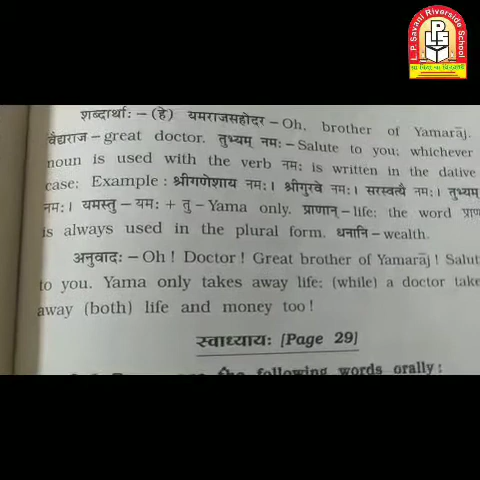 L. P. Savani Riverside School
LPS
शब्दार्थाः – (हे) यमराजसहोदर – Oh, brother of Yamarāj.
वैद्यराज – great doctor. तुभ्यम् नमः – Salute to you; whichever
noun is used with the verb नमः is written in the dative
case; Example : श्रीगणेशाय नमः। श्रीगुरवे नमः। सरस्वत्यै नमः। तुभ्यम्
नमः। यमस्तु – यमः + तु – Yama only. प्राणान् – life; the word प्राण
is always used in the plural form. धनानि – wealth.
अनुवादः – Oh ! Doctor ! Great brother of Yamarāj ! Salut
to you. Yama only takes away life; (while) a doctor take
away (both) life and money too !
स्वाध्यायः [Page 29]
the following words orally :